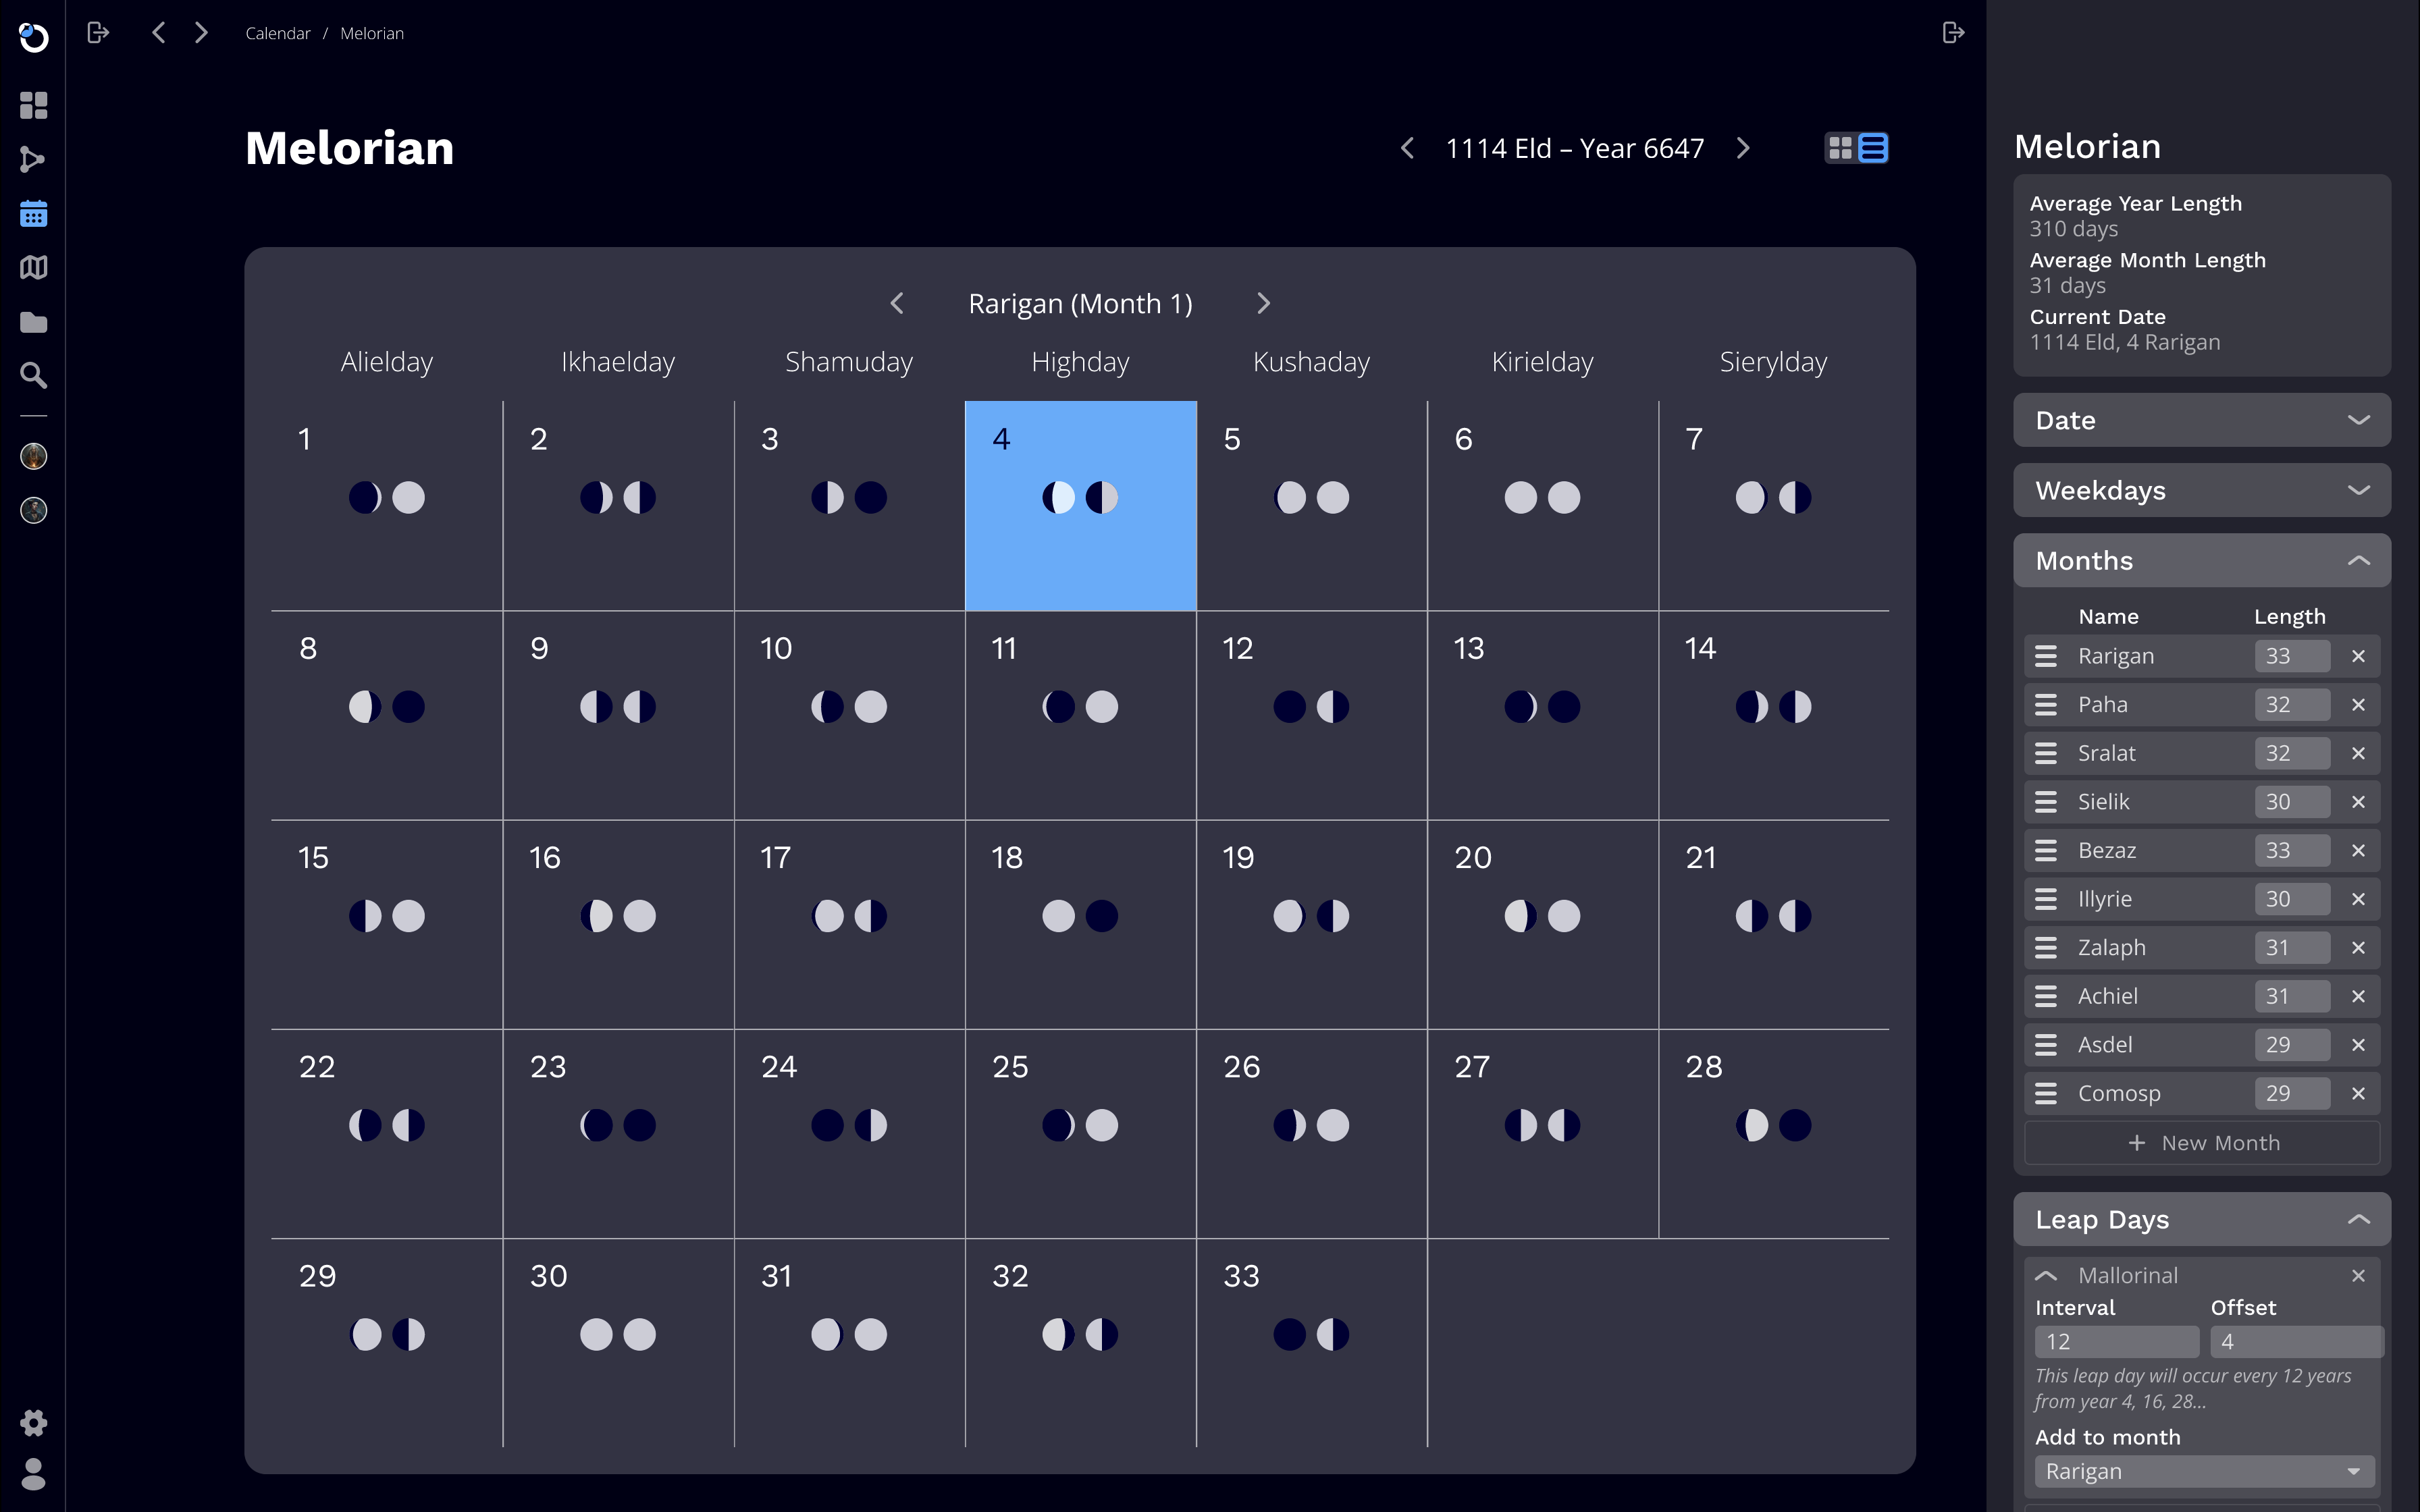 Calendar / Melorian
Melorian
1114 Eld – Year 6647
Rarigan (Month 1)
Alielday Ikhaelday Shamuday Highday Kushaday Kirielday Sierylday
1 2 3 4 5 6 7
8 9 10 11 12 13 14
15 16 17 18 19 20 21
22 23 24 25 26 27 28
29 30 31 32 33
Melorian
Average Year Length
310 days
Average Month Length
31 days
Current Date
1114 Eld, 4 Rarigan
Date
Weekdays
Months
Name Length
Rarigan 33
Paha 32
Sralat 32
Sielik 30
Bezaz 33
Illyrie 30
Zalaph 31
Achiel 31
Asdel 29
Comosp 29
+ New Month
Leap Days
Mallorinal
Interval Offset
12 4
This leap day will occur every 12 years
from year 4, 16, 28...
Add to month
Rarigan